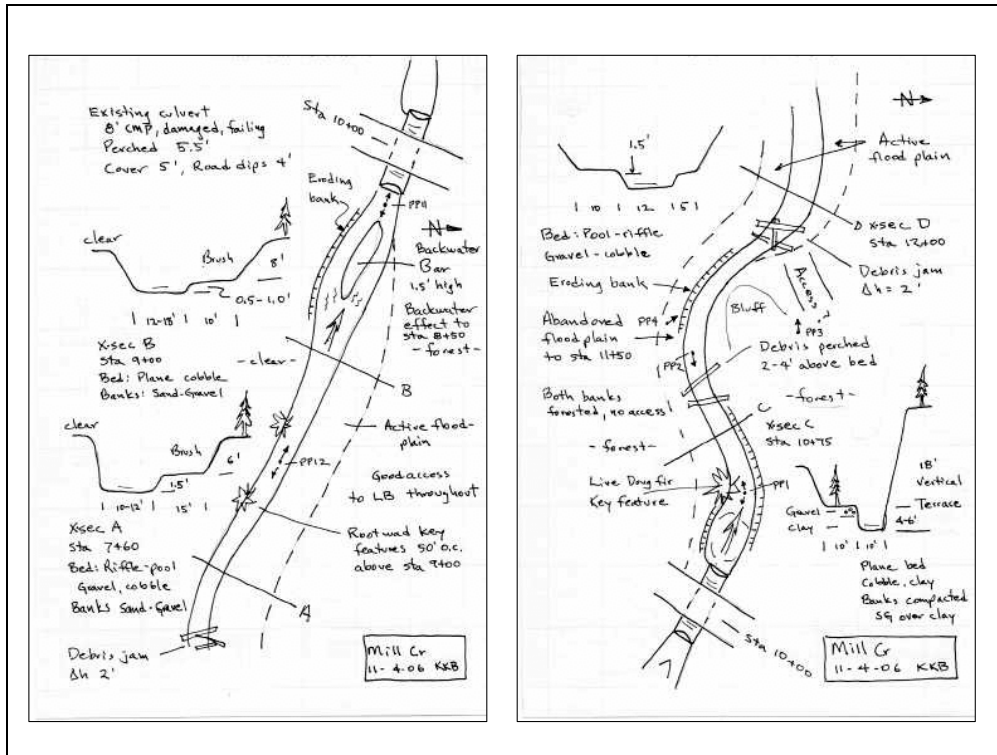 Existing culvert
8' cmp, damaged, failing
Perched 5.5'
Cover 5', Road dips 4'
Sta 10+00
Eroding
bank
PP11
N
Backwater
Bar
1.5' high
Backwater
effect to
Sta 8+50
-forest-
clear
Brush
8'
0.5-1.0'
| 12-18' | 10' |
X-sec B
Sta 9+00
Bed: Plane cobble
Banks: Sand-Gravel
-clear-
B
clear
Brush
6'
1.5'
| 10-12' | 15' |
Active flood-
plain
PP12
Good access
to LB throughout
X-sec A
Sta 7+60
Bed: Riffle-pool
Gravel, cobble
Banks Sand-Gravel
Rootwad key
features 50' o.c.
above sta 9+00
A
Debris jam
Δh 2'
Mill Cr
11-4-06 KKB
N
1.5'
| 10 | 12 | 5 |
Active
flood plain
Bed: Pool-riffle
Gravel-cobble
D X-sec D
Sta 12+00
Eroding bank
Debris jam
Δh = 2'
Access
Bluff
Abandoned
flood plain
to sta 11+50
PP4
PP3
PP2
Debris perched
2-4' above bed
Both banks
forested, no access
-forest-
C
X-sec C
Sta 10+75
-forest-
Live Doug fir
Key feature
PP1
18'
vertical
Terrace
4-6'
Gravel
clay
| 10' | 10' |
Plane bed
Cobble, clay
Banks compacted
SG over clay
Sta 10+00
Mill Cr
11-4-06 KKB